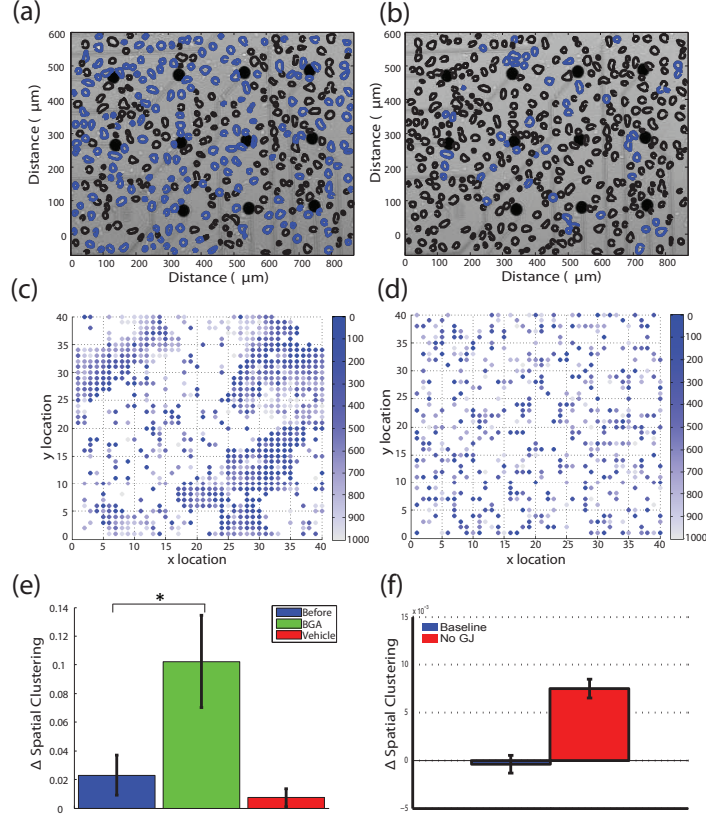 (a)
(b)
600
500
400
300
200
100
0
Distance ( μm)
0 100 200 300 400 500 600 700 800
Distance ( μm)
600
500
400
300
200
100
0
Distance ( μm)
0 100 200 300 400 500 600 700 800
Distance ( μm)
(c)
(d)
40
35
30
25
20
15
10
5
0
y location
0 5 10 15 20 25 30 35 40
x location
0
100
200
300
400
500
600
700
800
900
1000
40
35
30
25
20
15
10
5
0
y location
0 5 10 15 20 25 30 35 40
x location
0
100
200
300
400
500
600
700
800
900
1000
(e)
(f)
0.14
0.12
0.1
0.08
0.06
0.04
0.02
0
Δ Spatial Clustering
*
Before
BGA
Vehicle
x 10⁻³
15
10
5
0
−5
Δ Spatial Clustering
Baseline
No GJ